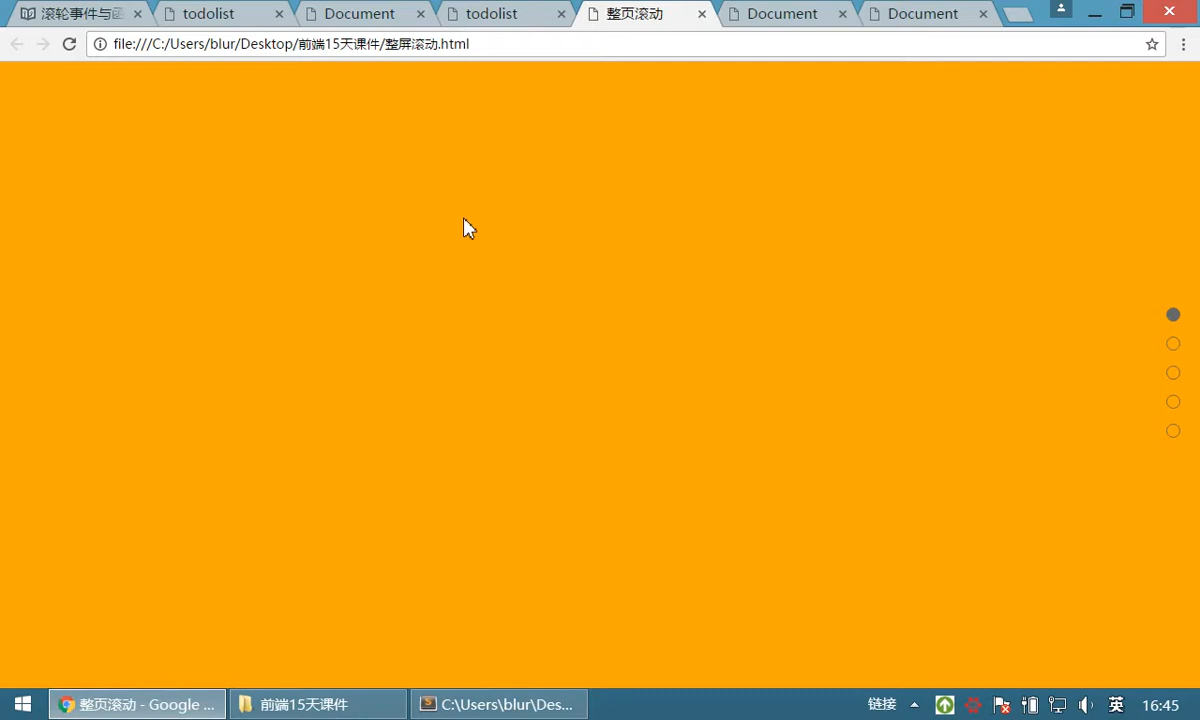 滚轮事件与函
todolist
Document
todolist
整页滚动
Document
Document
file:///C:/Users/blur/Desktop/前端15天课件/整屏滚动.html
整页滚动 - Google ...
前端15天课件
C:\Users\blur\Des...
链接
英
16:45